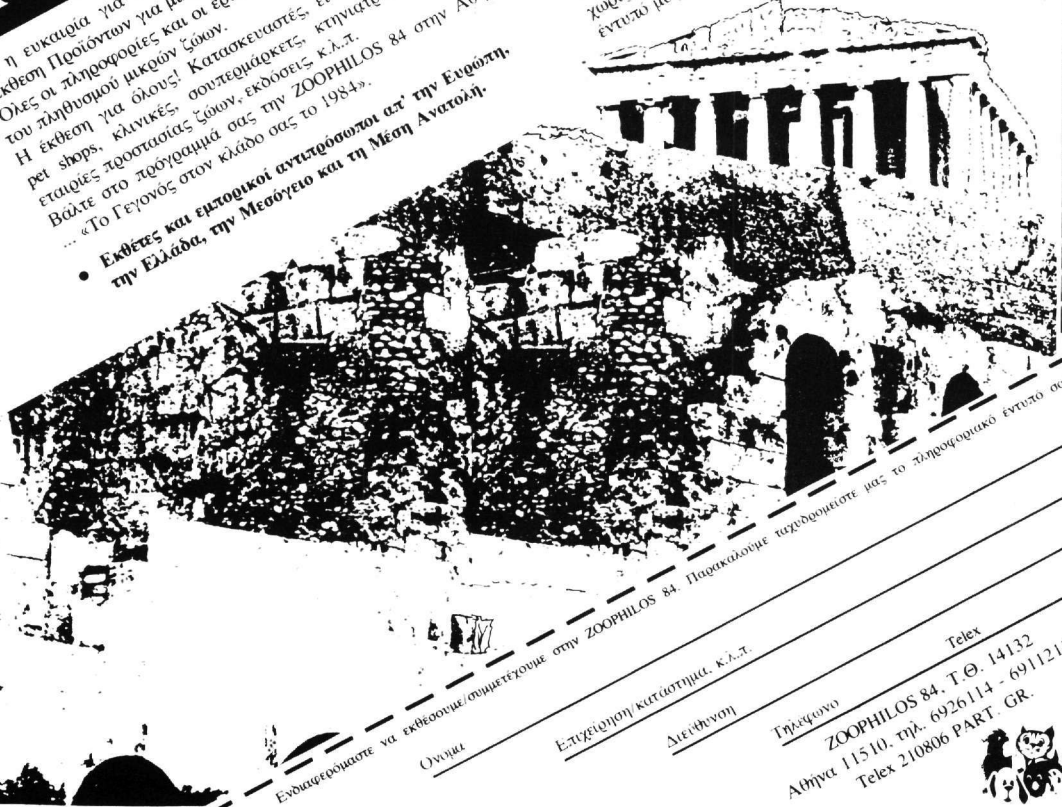 η ευκαιρία για
Έκθεση Προϊόντων για
Όλες οι πληροφορίες και οι
του πληθυσμού μικρών ζώων.
Η έκθεση για όλους! Κατασκευαστές,
pet shops, κλινικές, σουπερμάρκετς,
εταιρίες προστασίας ζώων, εκδόσεις, κ.λ.π.
Βάλτε στο πρόγραμμά σας την ZOOPHILOS 84 στην
... «Το Γεγονός στον κλάδο σας το 1984».
• Εκθέτες και εμπορικοί αντιπρόσωποι απ' την Ευρώπη,
την Ελλάδα, την Μεσόγειο και τη Μέση Ανατολή.
έντυπό
Ενδιαφερόμαστε να εκθέσουμε/συμμετέχουμε στην ZOOPHILOS 84. Παρακαλούμε ταχυδρομείστε μας το πληροφοριακό έντυπο
Ονομα
Επιχείρηση/κατάστημα, κ.λ.π.
Διεύθυνση
Τηλέφωνο Telex
ZOOPHILOS 84, Τ.Θ. 14132
Αθήνα 11510, τηλ. 6926114 - 691121
Telex 210806 PART. GR.